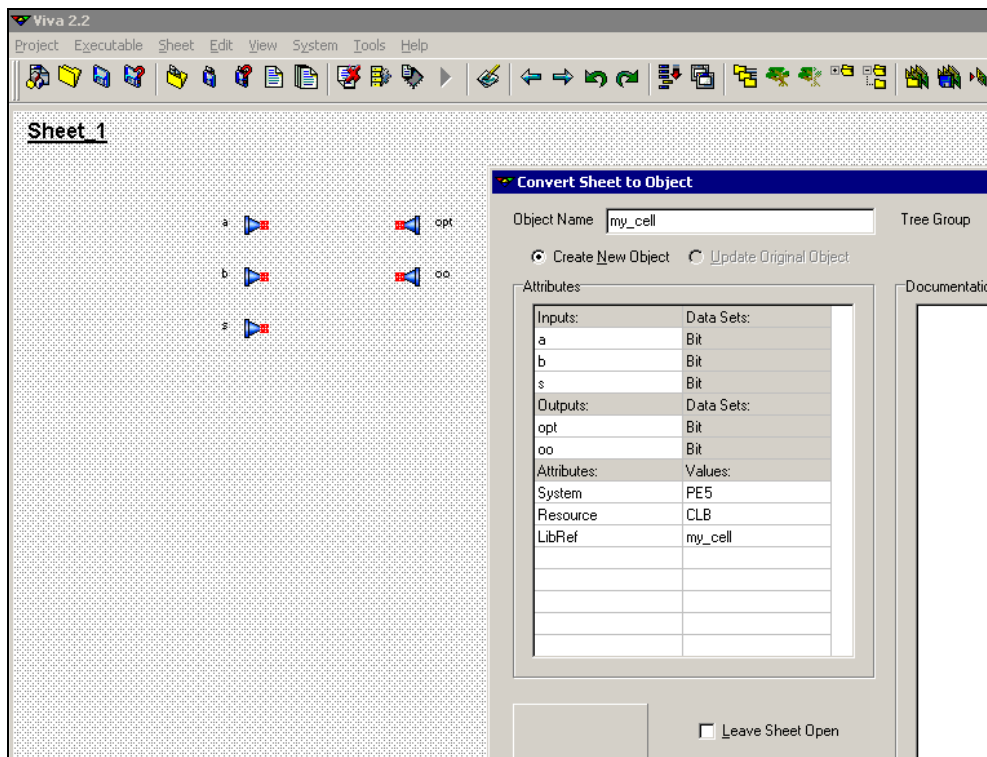 Viva 2.2
Project Executable Sheet Edit View System Tools Help
Sheet_1
a
opt
b
oo
s
Convert Sheet to Object
Object Name my_cell Tree Group
Create New Object Update Original Object
Attributes
Documentatio
Inputs: Data Sets:
a Bit
b Bit
s Bit
Outputs: Data Sets:
opt Bit
oo Bit
Attributes: Values:
System PE5
Resource CLB
LibRef my_cell
Leave Sheet Open